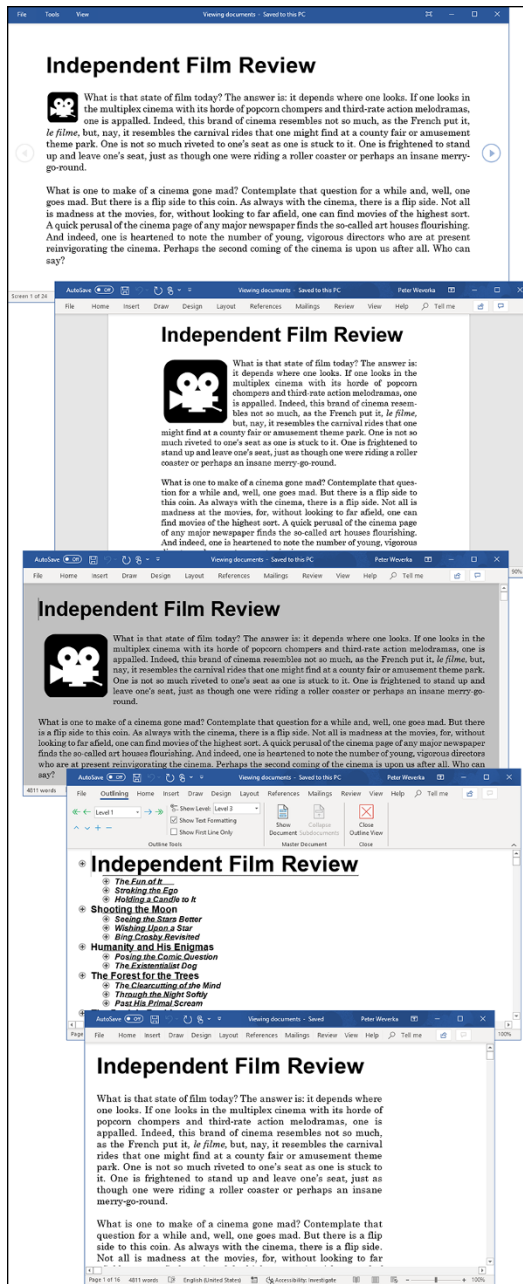 File Tools View Viewing documents - Saved to this PC
Independent Film Review
What is that state of film today? The answer is: it depends where one looks. If one looks in
the multiplex cinema with its horde of popcorn chompers and third-rate action melodramas,
one is appalled. Indeed, this brand of cinema resembles not so much, as the French put it,
le filme, but, nay, it resembles the carnival rides that one might find at a county fair or amusement
theme park. One is not so much riveted to one's seat as one is stuck to it. One is frightened to stand
up and leave one's seat, just as though one were riding a roller coaster or perhaps an insane merry-
go-round.
What is one to make of a cinema gone mad? Contemplate that question for a while and, well, one
goes mad. But there is a flip side to this coin. As always with the cinema, there is a flip side. Not all
is madness at the movies, for, without looking to far afield, one can find movies of the highest sort.
A quick perusal of the cinema page of any major newspaper finds the so-called art houses flourishing.
And indeed, one is heartened to note the number of young, vigorous directors who are at present
reinvigorating the cinema. Perhaps the second coming of the cinema is upon us after all. Who can
say?
Screen 1 of 24
AutoSave Off Viewing documents - Saved to this PC Peter Weverka
File Home Insert Draw Design Layout References Mailings Review View Help Tell me
Independent Film Review
What is that state of film today? The answer is:
it depends where one looks. If one looks in the
multiplex cinema with its horde of popcorn
chompers and third-rate action melodramas, one
is appalled. Indeed, this brand of cinema resem-
bles not so much, as the French put it, le filme,
but, nay, it resembles the carnival rides that one
might find at a county fair or amusement theme park. One is not so
much riveted to one's seat as one is stuck to it. One is frightened to
stand up and leave one's seat, just as though one were riding a roller
coaster or perhaps an insane merry-go-round.
What is one to make of a cinema gone mad? Contemplate that ques-
tion for a while and, well, one goes mad. But there is a flip side to
this coin. As always with the cinema, there is a flip side. Not all is
madness at the movies, for, without looking to far afield, one can
find movies of the highest sort. A quick perusal of the cinema page
of any major newspaper finds the so-called art houses flourishing.
And indeed, one is heartened to note the number of young, vigorous
90%
AutoSave Off Viewing documents - Saved to this PC Peter Weverka
File Home Insert Draw Design Layout References Mailings Review View Help Tell me
Independent Film Review
What is that state of film today? The answer is: it depends where one looks. If one looks in the
multiplex cinema with its horde of popcorn chompers and third-rate action melodramas, one is
appalled. Indeed, this brand of cinema resembles not so much, as the French put it, le filme, but,
nay, it resembles the carnival rides that one might find at a county fair or amusement theme park.
One is not so much riveted to one's seat as one is stuck to it. One is frightened to stand up and
leave one's seat, just as though one were riding a roller coaster or perhaps an insane merry-go-
round.
What is one to make of a cinema gone mad? Contemplate that question for a while and, well, one goes mad. But there
is a flip side to this coin. As always with the cinema, there is a flip side. Not all is madness at the movies, for, without
looking to far afield, one can find movies of the highest sort. A quick perusal of the cinema page of any major newspaper
finds the so-called art houses flourishing. And indeed, one is heartened to note the number of young, vigorous directors
who are at present reinvigorating the cinema. Perhaps the second coming of the cinema is upon us after all. Who can
say?
4811 words
AutoSave Off Viewing documents - Saved to this PC Peter Weverka
File Outlining Home Insert Draw Design Layout References Mailings Review View Help Tell me
Level 1 Show Level: Level 3
Show Text Formatting
Show First Line Only
Show Document Collapse Subdocuments Close Outline View
Outline Tools Master Document Close
Independent Film Review
The Fun of It
Stroking the Ego
Holding a Candle to It
Shooting the Moon
Seeing the Stars Better
Wishing Upon a Star
Bing Crosby Revisited
Humanity and His Enigmas
Posing the Comic Question
The Existentialist Dog
The Forest for the Trees
The Clearcutting of the Mind
Through the Night Softly
Past His Primal Scream
Page 100%
AutoSave Off Viewing documents - Saved Peter Weverka
File Home Insert Draw Design Layout References Mailings Review View Help Tell me
Independent Film Review
What is that state of film today? The answer is: it depends where
one looks. If one looks in the multiplex cinema with its horde of
popcorn chompers and third-rate action melodramas, one is
appalled. Indeed, this brand of cinema resembles not so much,
as the French put it, le filme, but, nay, it resembles the carnival
rides that one might find at a county fair or amusement theme
park. One is not so much riveted to one's seat as one is stuck to
it. One is frightened to stand up and leave one's seat, just as
though one were riding a roller coaster or perhaps an insane
merry-go-round.
What is one to make of a cinema gone mad? Contemplate that
question for a while and, well, one goes mad. But there is a flip
side to this coin. As always with the cinema, there is a flip side.
Not all is madness at the movies, for, without looking to far
Page 1 of 16 4811 words English (United States) Accessibility: Investigate 100%